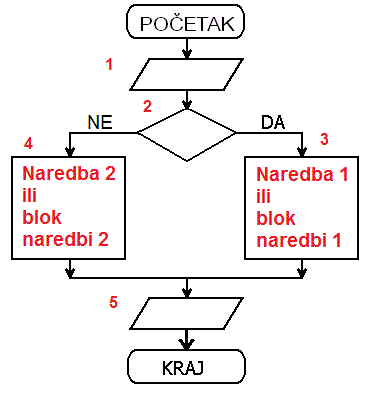 POČETAK
1
2
NE
DA
4
3
Naredba 2
ili
blok
naredbi 2
Naredba 1
ili
blok
naredbi 1
5
KRAJ